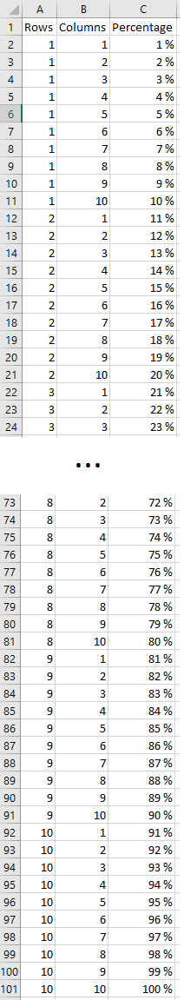 A B C
1 Rows Columns Percentage
2 1 1 1 %
3 1 2 2 %
4 1 3 3 %
5 1 4 4 %
6 1 5 5 %
7 1 6 6 %
8 1 7 7 %
9 1 8 8 %
10 1 9 9 %
11 1 10 10 %
12 2 1 11 %
13 2 2 12 %
14 2 3 13 %
15 2 4 14 %
16 2 5 15 %
17 2 6 16 %
18 2 7 17 %
19 2 8 18 %
20 2 9 19 %
21 2 10 20 %
22 3 1 21 %
23 3 2 22 %
24 3 3 23 %
...
73 8 2 72 %
74 8 3 73 %
75 8 4 74 %
76 8 5 75 %
77 8 6 76 %
78 8 7 77 %
79 8 8 78 %
80 8 9 79 %
81 8 10 80 %
82 9 1 81 %
83 9 2 82 %
84 9 3 83 %
85 9 4 84 %
86 9 5 85 %
87 9 6 86 %
88 9 7 87 %
89 9 8 88 %
90 9 9 89 %
91 9 10 90 %
92 10 1 91 %
93 10 2 92 %
94 10 3 93 %
95 10 4 94 %
96 10 5 95 %
97 10 6 96 %
98 10 7 97 %
99 10 8 98 %
100 10 9 99 %
101 10 10 100 %